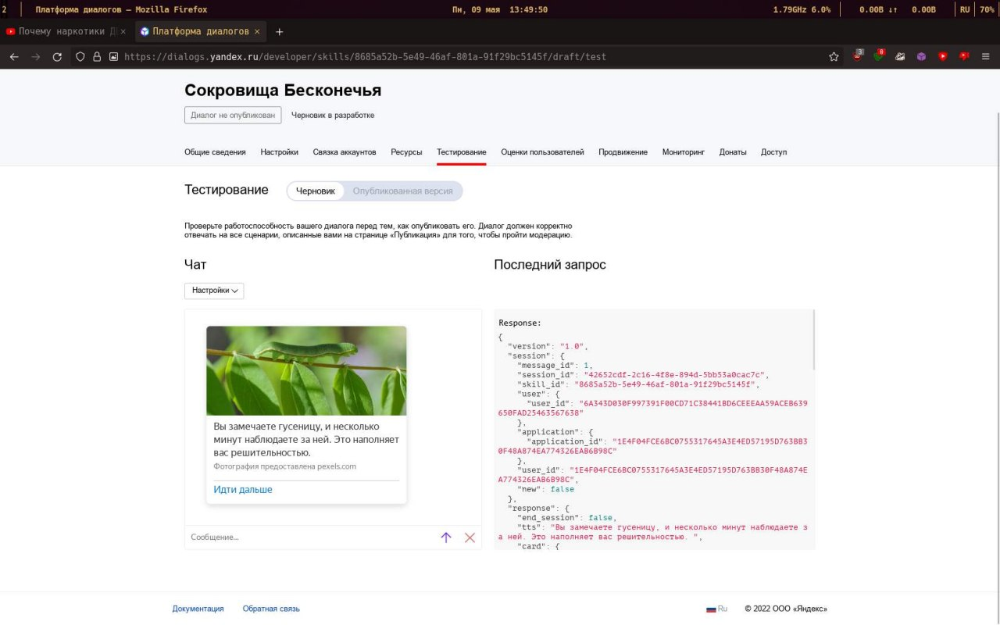 2 Платформа диалогов — Mozilla Firefox Пн, 09 мая 13:49:50 1.79GHz 6.0% 0.00B ↓↑ 0.00B RU 70%
Почему наркотики Д Платформа диалогов
https://dialogs.yandex.ru/developer/skills/8685a52b-5e49-46af-801a-91f29bc5145f/draft/test 3 0
Сокровища Бесконечья
Диалог не опубликован Черновик в разработке
Общие сведения Настройки Связка аккаунтов Ресурсы Тестирование Оценки пользователей Продвижение Мониторинг Донаты Доступ
Тестирование Черновик Опубликованная версия
Проверьте работоспособность вашего диалога перед тем, как опубликовать его. Диалог должен корректно
отвечать на все сценарии, описанные вами на странице «Публикация» для того, чтобы пройти модерацию.
Чат
Настройки
Вы замечаете гусеницу, и несколько
минут наблюдаете за ней. Это наполняет
вас решительностью.
Фотография предоставлена pexels.com
Идти дальше
Сообщение...
Последний запрос
Response:
{
"version": "1.0",
"session": {
"message_id": 1,
"session_id": "42652cdf-2c16-4f8e-894d-5bb53a0cac7c",
"skill_id": "8685a52b-5e49-46af-801a-91f29bc5145f",
"user": {
"user_id": "6A343D030F997391F00CD71C38441BD6CEEEAA59ACEB639
650FAD25463567638"
},
"application": {
"application_id": "1E4F04FCE6BC0755317645A3E4ED57195D763BB3
0F48A874EA774326EAB6B98C"
},
"user_id": "1E4F04FCE6BC0755317645A3E4ED57195D763BB30F48A874E
A774326EAB6B98C",
"new": false
},
"response": {
"end_session": false,
"tts": "Вы замечаете гусеницу, и несколько минут наблюдаете з
а ней. Это наполняет вас решительностью. ",
"card": {
Документация Обратная связь Ru © 2022 ООО «Яндекс»